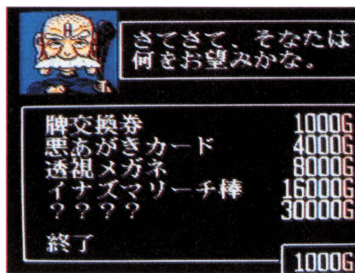 さてさて、そなたは
何をお望みかな。
牌交換券 1000G
悪あがきカード 4000G
透視メガネ 8000G
イナズマリーチ棒 16000G
???? 30000G
終了
1000G